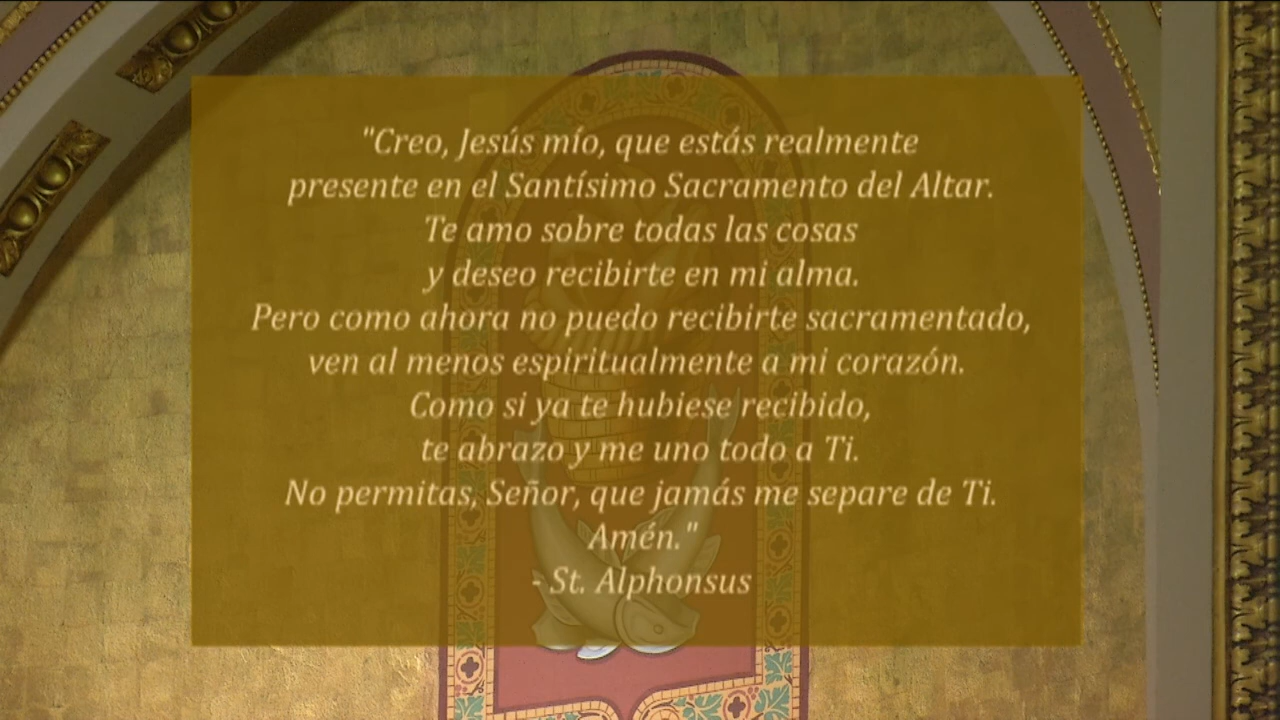 "Creo, Jesús mío, que estás realmente
presente en el Santísimo Sacramento del Altar.
Te amo sobre todas las cosas
y deseo recibirte en mi alma.
Pero como ahora no puedo recibirte sacramentado,
ven al menos espiritualmente a mi corazón.
Como si ya te hubiese recibido,
te abrazo y me uno todo a Ti.
No permitas, Señor, que jamás me separe de Ti.
Amén."
- St. Alphonsus